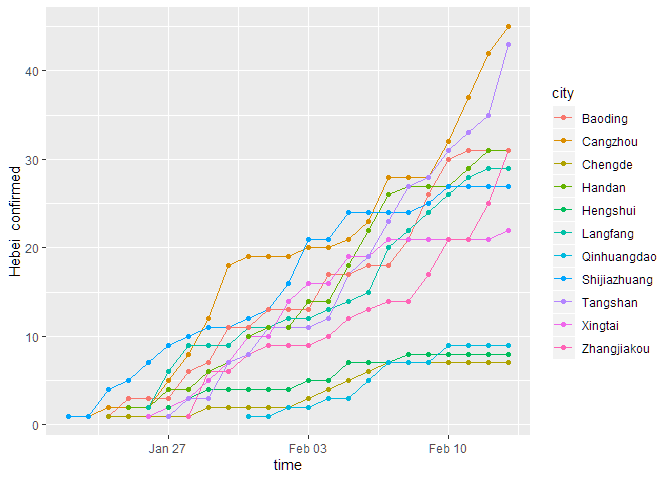 Hebei confirmed
40
30
20
10
0
Jan 27
Feb 03
Feb 10
time
city
Baoding
Cangzhou
Chengde
Handan
Hengshui
Langfang
Qinhuangdao
Shijiazhuang
Tangshan
Xingtai
Zhangjiakou